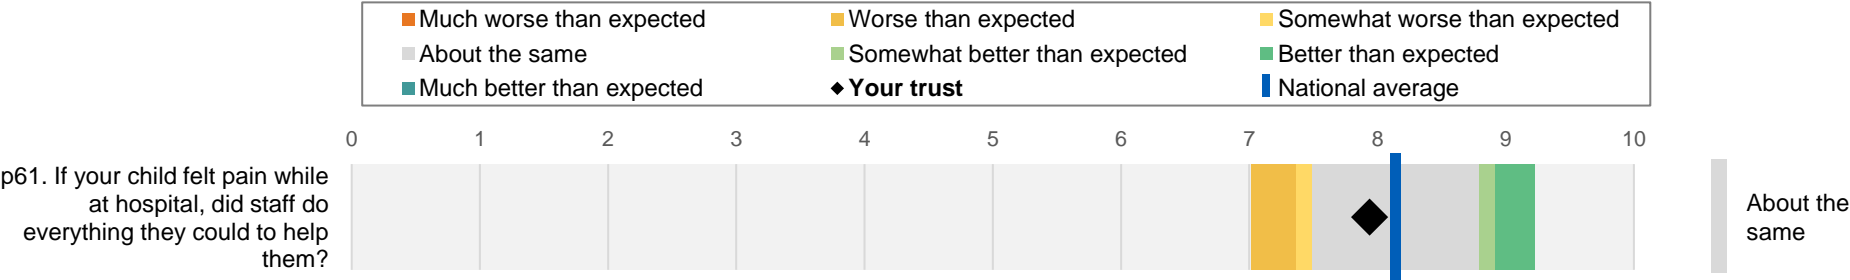 Much worse than expected
Worse than expected
Somewhat worse than expected
About the same
Somewhat better than expected
Better than expected
Much better than expected
Your trust
National average
0 1 2 3 4 5 6 7 8 9 10
p61. If your child felt pain while
at hospital, did staff do
everything they could to help
them?
About the
same